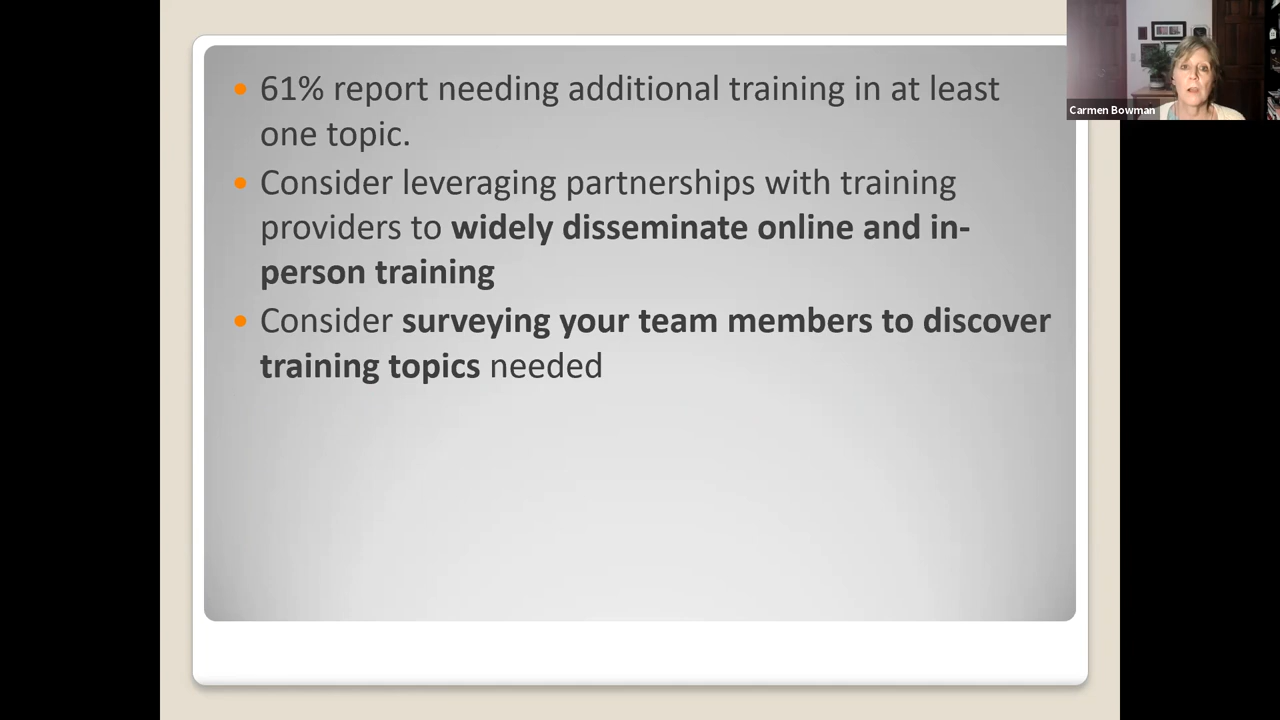 61% report needing additional training in at least
one topic.
Consider leveraging partnerships with training
providers to widely disseminate online and in-
person training
Consider surveying your team members to discover
training topics needed
Carmen Bowman